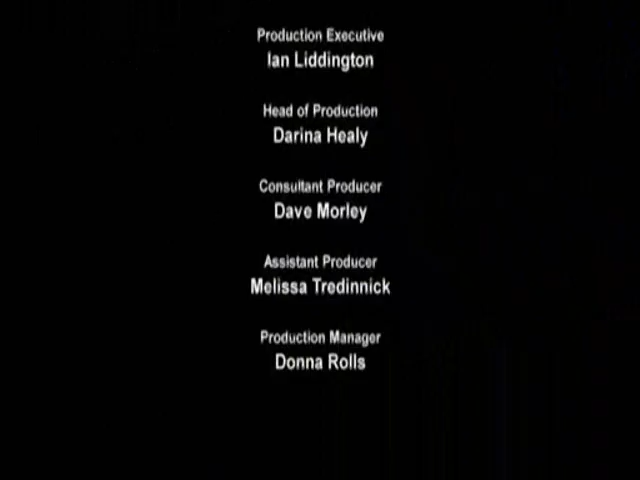 Production Executive
Ian Liddington
Head of Production
Darina Healy
Consultant Producer
Dave Morley
Assistant Producer
Melissa Tredinnick
Production Manager
Donna Rolls